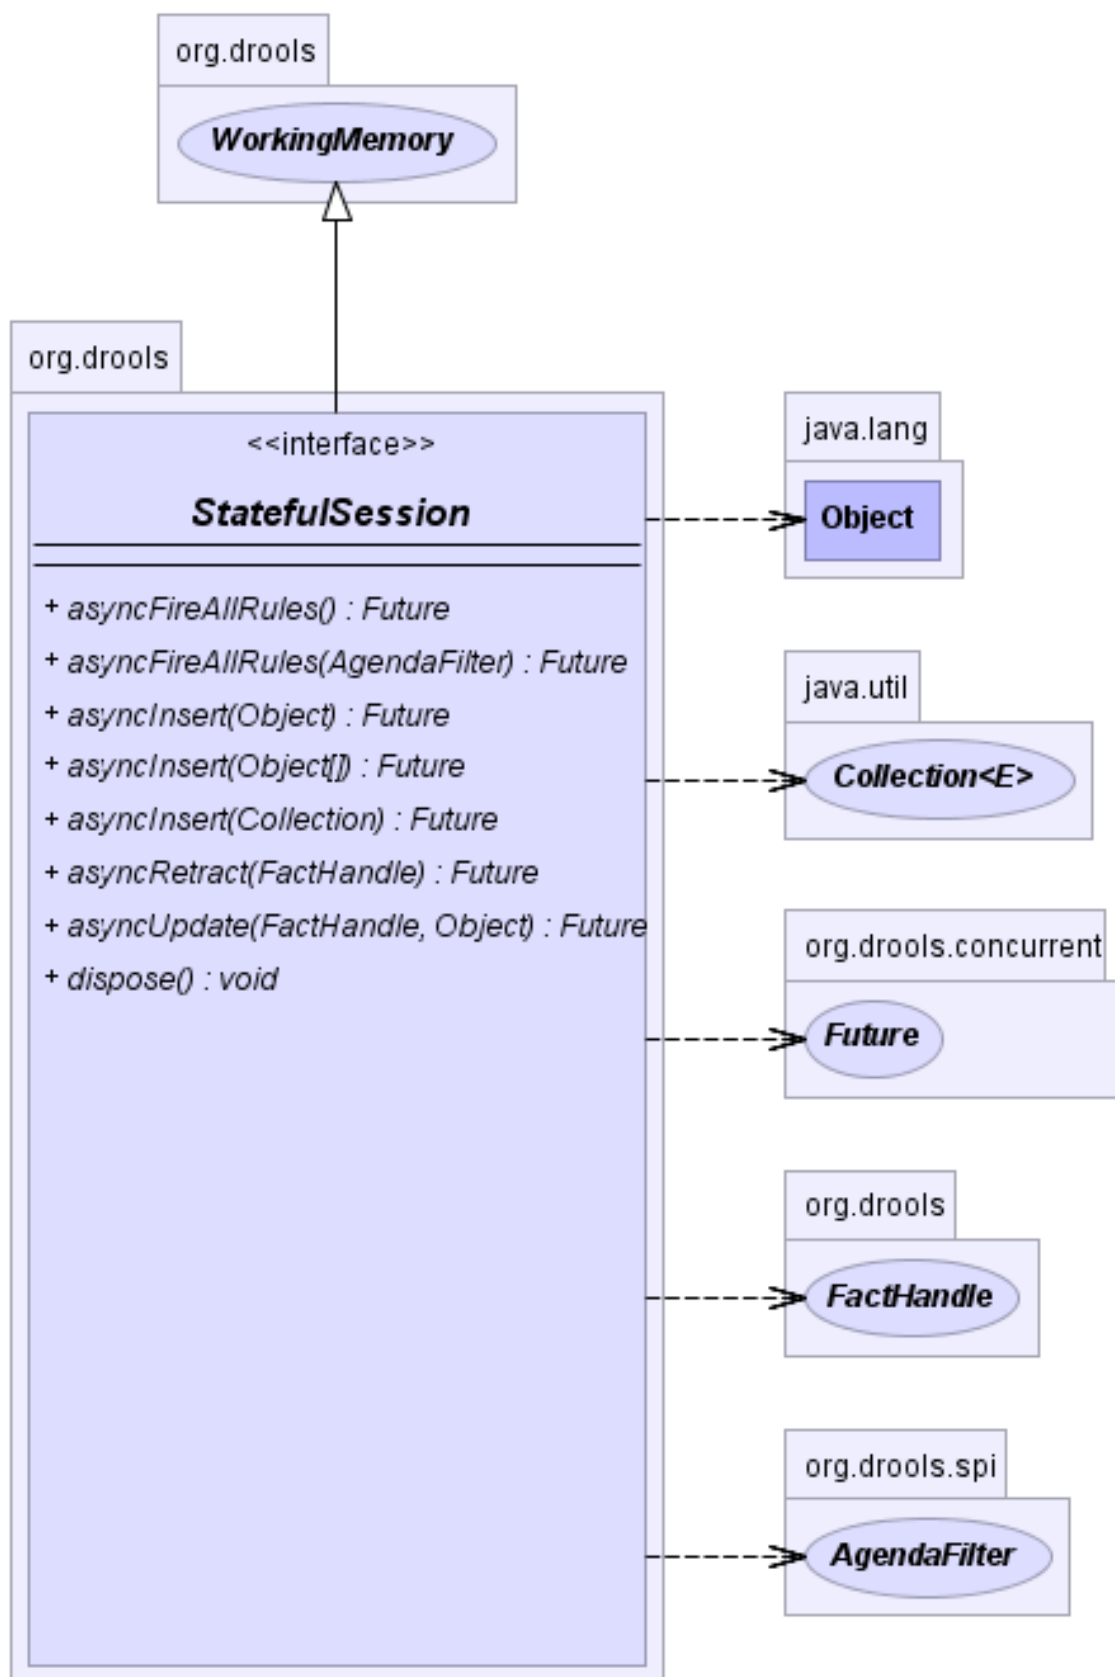 org.drools
WorkingMemory
org.drools
<<interface>>
StatefulSession
+ asyncFireAllRules() : Future
+ asyncFireAllRules(AgendaFilter) : Future
+ asyncInsert(Object) : Future
+ asyncInsert(Object[]) : Future
+ asyncInsert(Collection) : Future
+ asyncRetract(FactHandle) : Future
+ asyncUpdate(FactHandle, Object) : Future
+ dispose() : void
java.lang
Object
java.util
Collection<E>
org.drools.concurrent
Future
org.drools
FactHandle
org.drools.spi
AgendaFilter